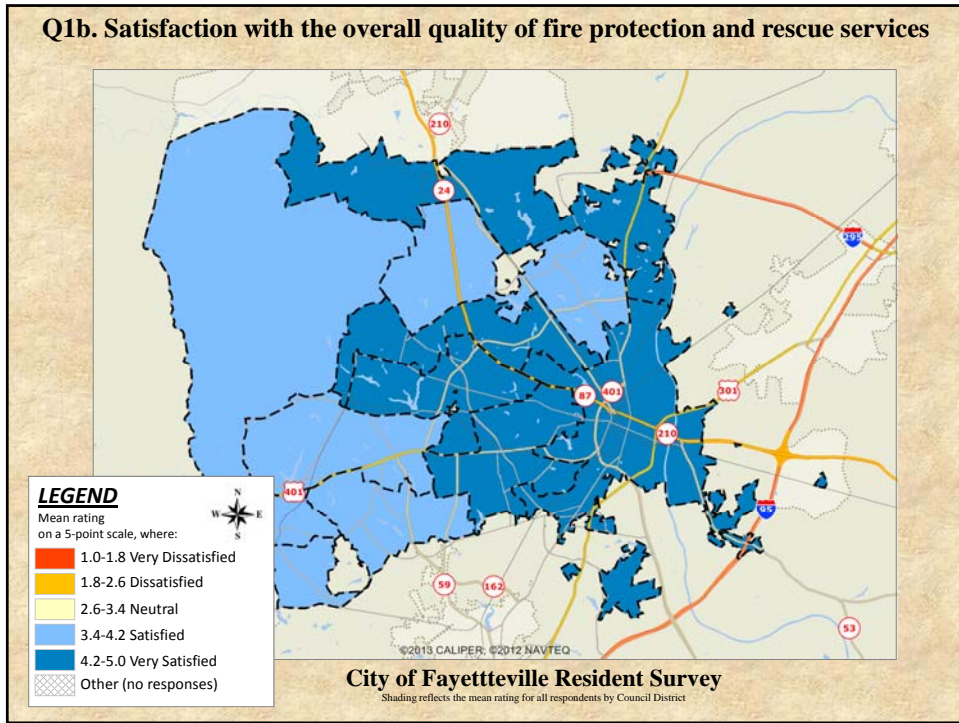 Q1b. Satisfaction with the overall quality of fire protection and rescue services
210
24
295
87
401
301
210
401
95
59
162
53
LEGEND
Mean rating
on a 5-point scale, where:
N
W E
S
1.0-1.8 Very Dissatisfied
1.8-2.6 Dissatisfied
2.6-3.4 Neutral
3.4-4.2 Satisfied
4.2-5.0 Very Satisfied
Other (no responses)
©2013 CALIPER; ©2012 NAVTEQ
City of Fayettteville Resident Survey
Shading reflects the mean rating for all respondents by Council District